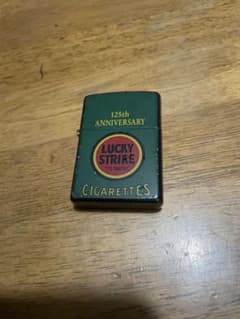 125th
ANNIVERSARY
LUCKY
STRIKE
CIGARETTES